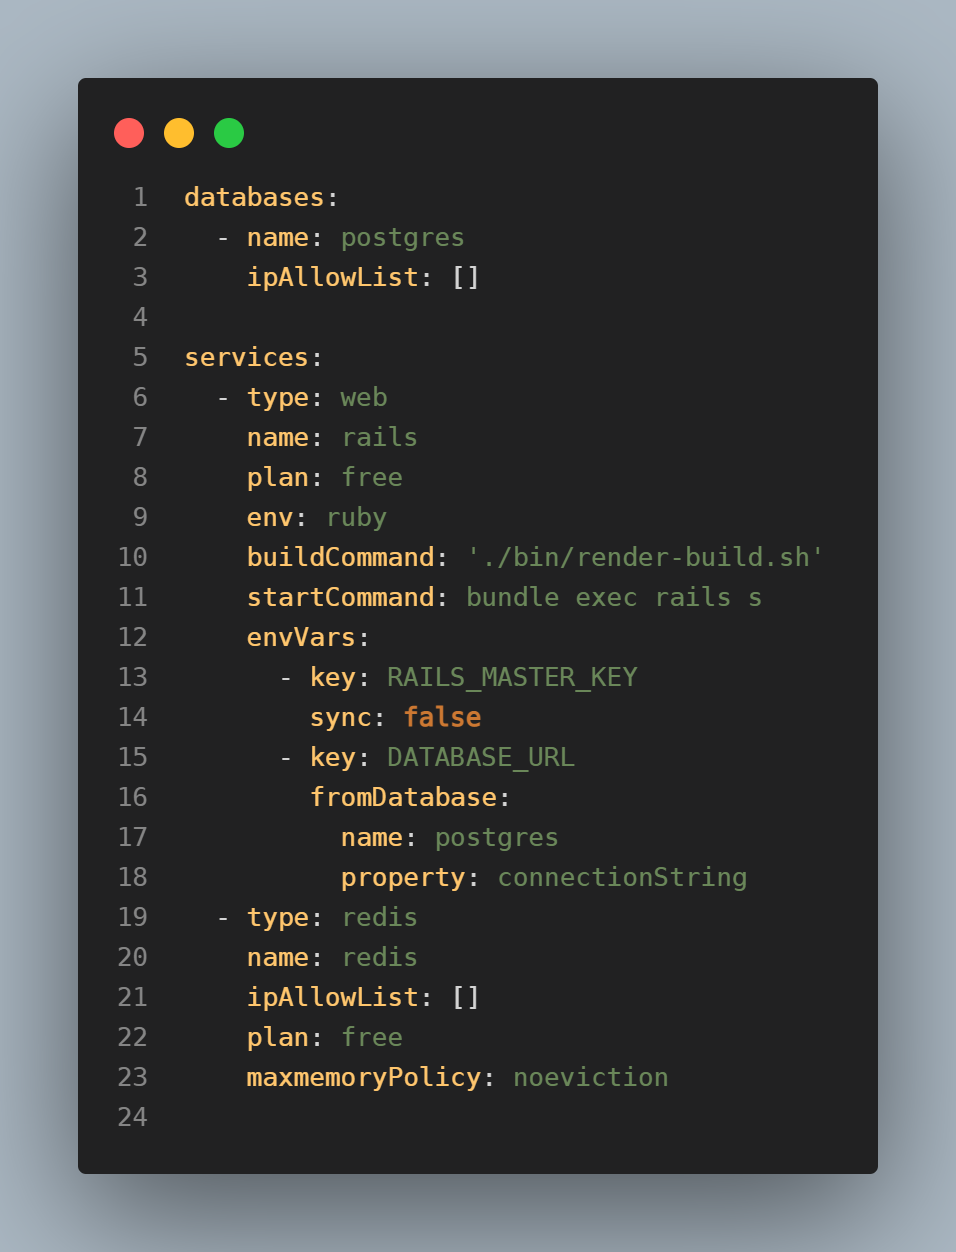 1 databases:
2   - name: postgres
3     ipAllowList: []
4
5 services:
6   - type: web
7     name: rails
8     plan: free
9     env: ruby
10     buildCommand: './bin/render-build.sh'
11     startCommand: bundle exec rails s
12     envVars:
13       - key: RAILS_MASTER_KEY
14         sync: false
15       - key: DATABASE_URL
16         fromDatabase:
17           name: postgres
18           property: connectionString
19   - type: redis
20     name: redis
21     ipAllowList: []
22     plan: free
23     maxmemoryPolicy: noeviction
24